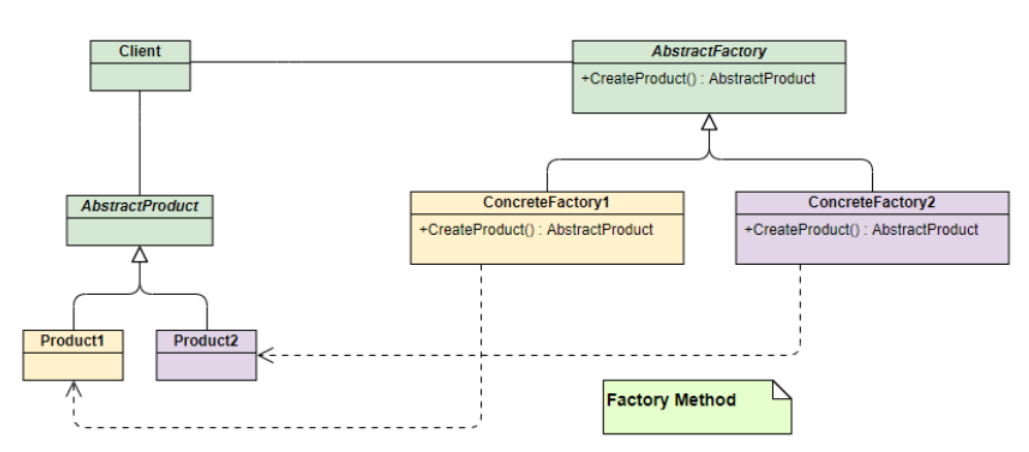 Client
AbstractFactory
+CreateProduct() : AbstractProduct
AbstractProduct
ConcreteFactory1
+CreateProduct() : AbstractProduct
ConcreteFactory2
+CreateProduct() : AbstractProduct
Product1
Product2
Factory Method